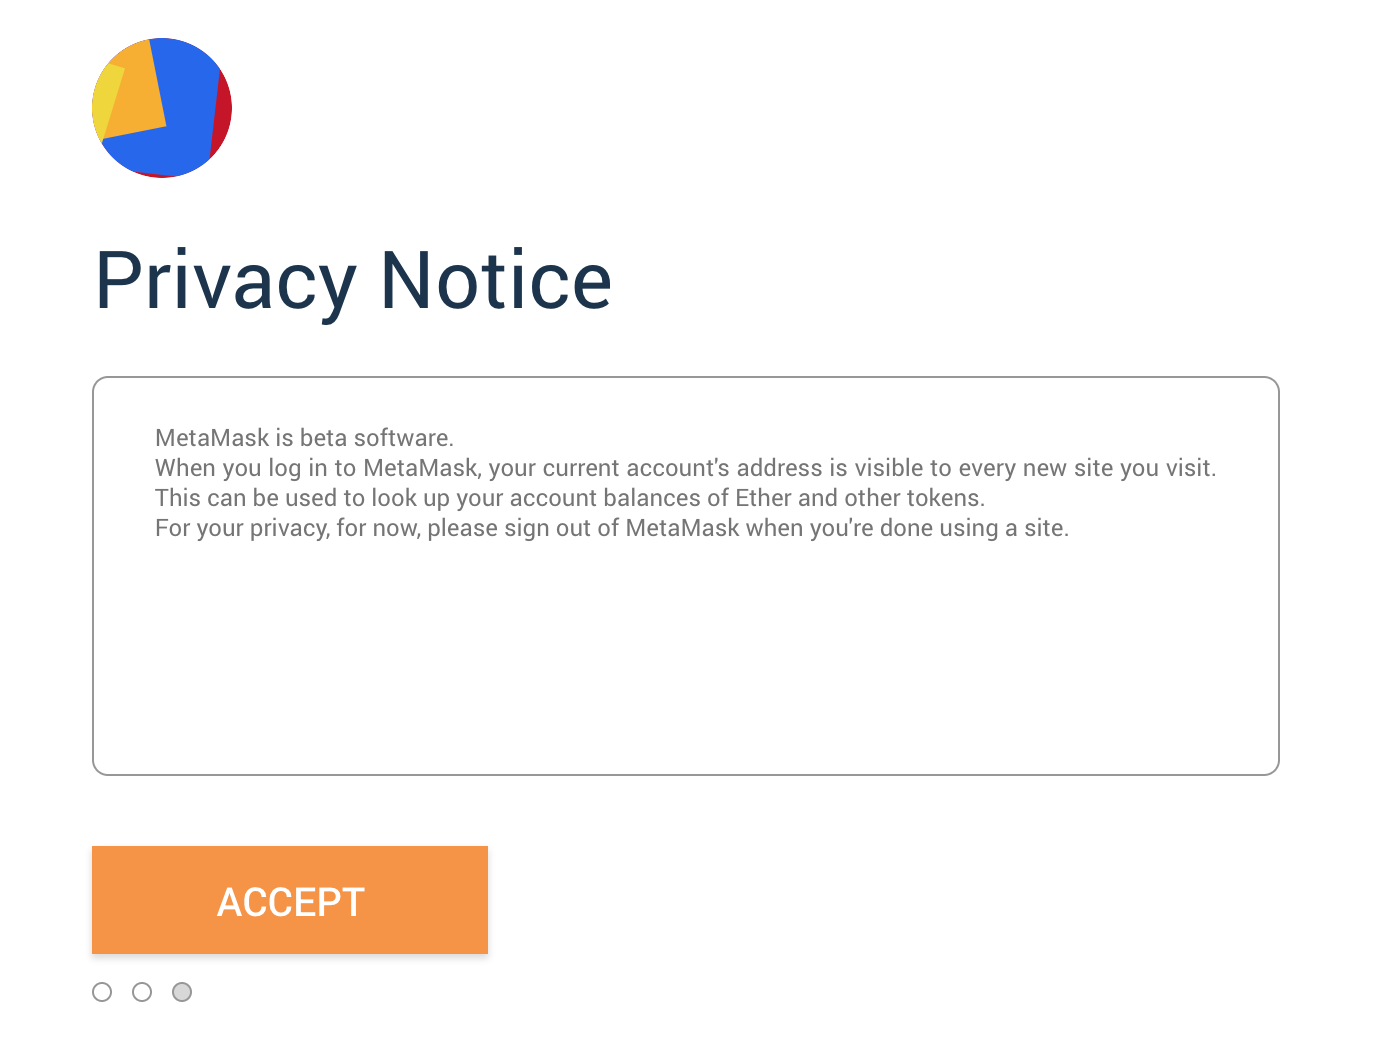 Privacy Notice
MetaMask is beta software.
When you log in to MetaMask, your current account's address is visible to every new site you visit.
This can be used to look up your account balances of Ether and other tokens.
For your privacy, for now, please sign out of MetaMask when you're done using a site.
ACCEPT